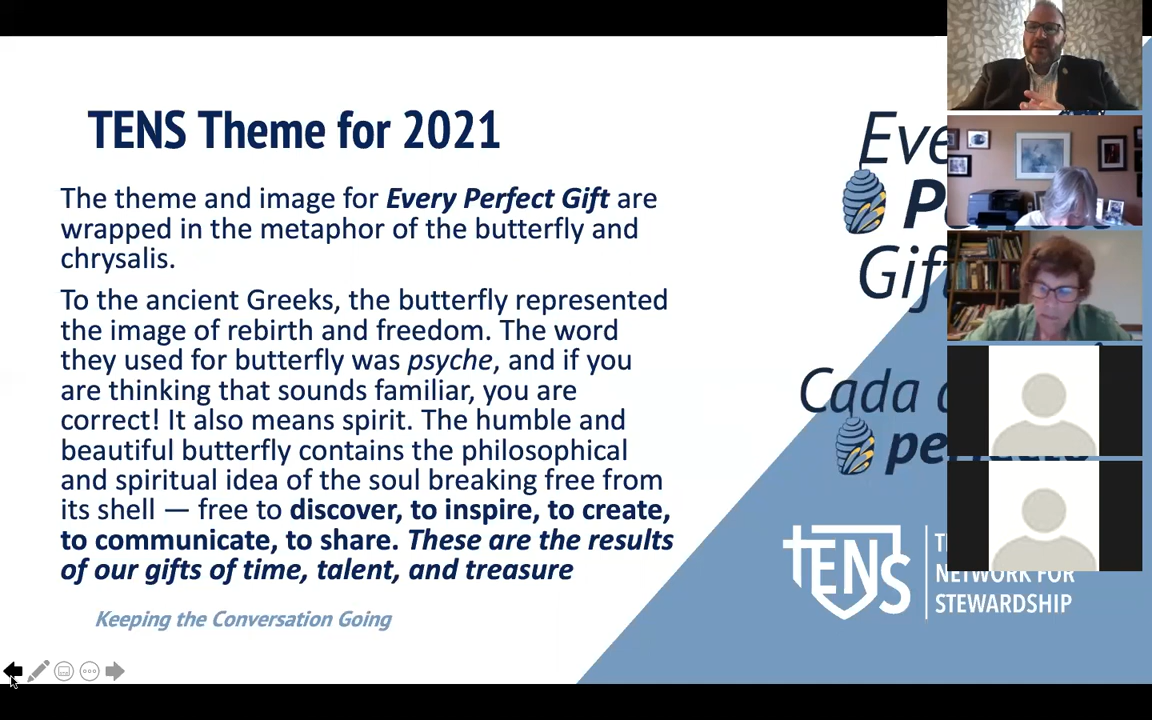 TENS Theme for 2021
The theme and image for Every Perfect Gift are
wrapped in the metaphor of the butterfly and
chrysalis.
To the ancient Greeks, the butterfly represented
the image of rebirth and freedom. The word
they used for butterfly was psyche, and if you
are thinking that sounds familiar, you are
correct! It also means spirit. The humble and
beautiful butterfly contains the philosophical
and spiritual idea of the soul breaking free from
its shell — free to discover, to inspire, to create,
to communicate, to share. These are the results
of our gifts of time, talent, and treasure
Keeping the Conversation Going
Cada
TENS
NETWORK FOR
STEWARDSHIP